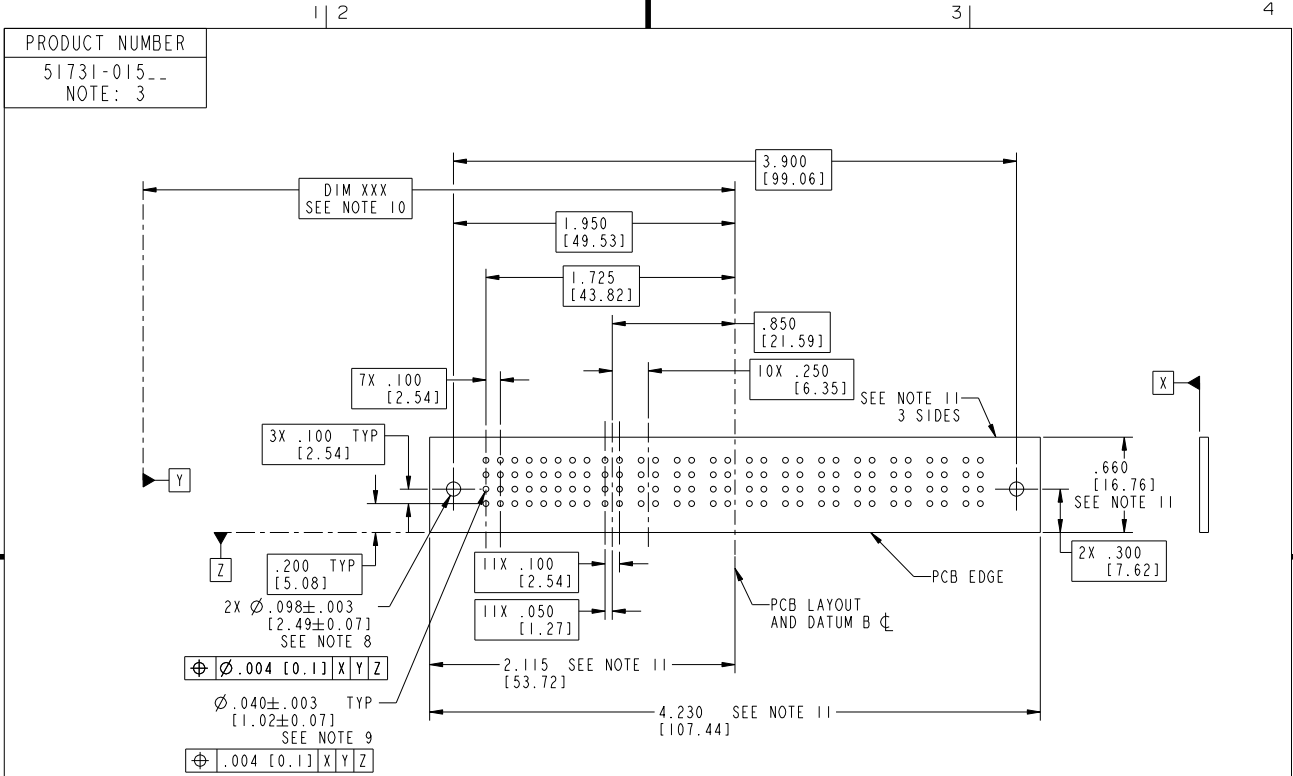 1 2 3 4
PRODUCT NUMBER
51731-015__
NOTE: 3
3.900
[99.06]
DIM XXX
SEE NOTE 10
1.950
[49.53]
1.725
[43.82]
.850
[21.59]
7X .100
[2.54]
10X .250
[6.35]
SEE NOTE 11
3 SIDES
X
3X .100 TYP
[2.54]
Y
.660
[16.76]
SEE NOTE 11
Z
.200 TYP
[5.08]
11X .100
[2.54]
2X .300
[7.62]
PCB EDGE
2X Ø.098±.003
[2.49±0.07]
SEE NOTE 8
11X .050
[1.27]
PCB LAYOUT
AND DATUM B ℄
⌖ Ø.004 [0.1] X Y Z
2.115 SEE NOTE 11
[53.72]
Ø.040±.003 TYP
[1.02±0.07]
SEE NOTE 9
4.230 SEE NOTE 11
[107.44]
⌖ .004 [0.1] X Y Z